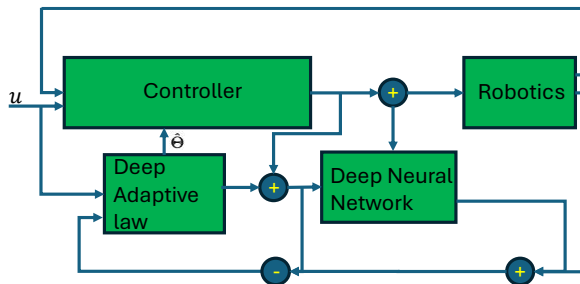 Controller
Robotics
u
+
Θ̂
Deep
Adaptive
law
+
Deep Neural
Network
-
+